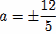 a = ±12/5